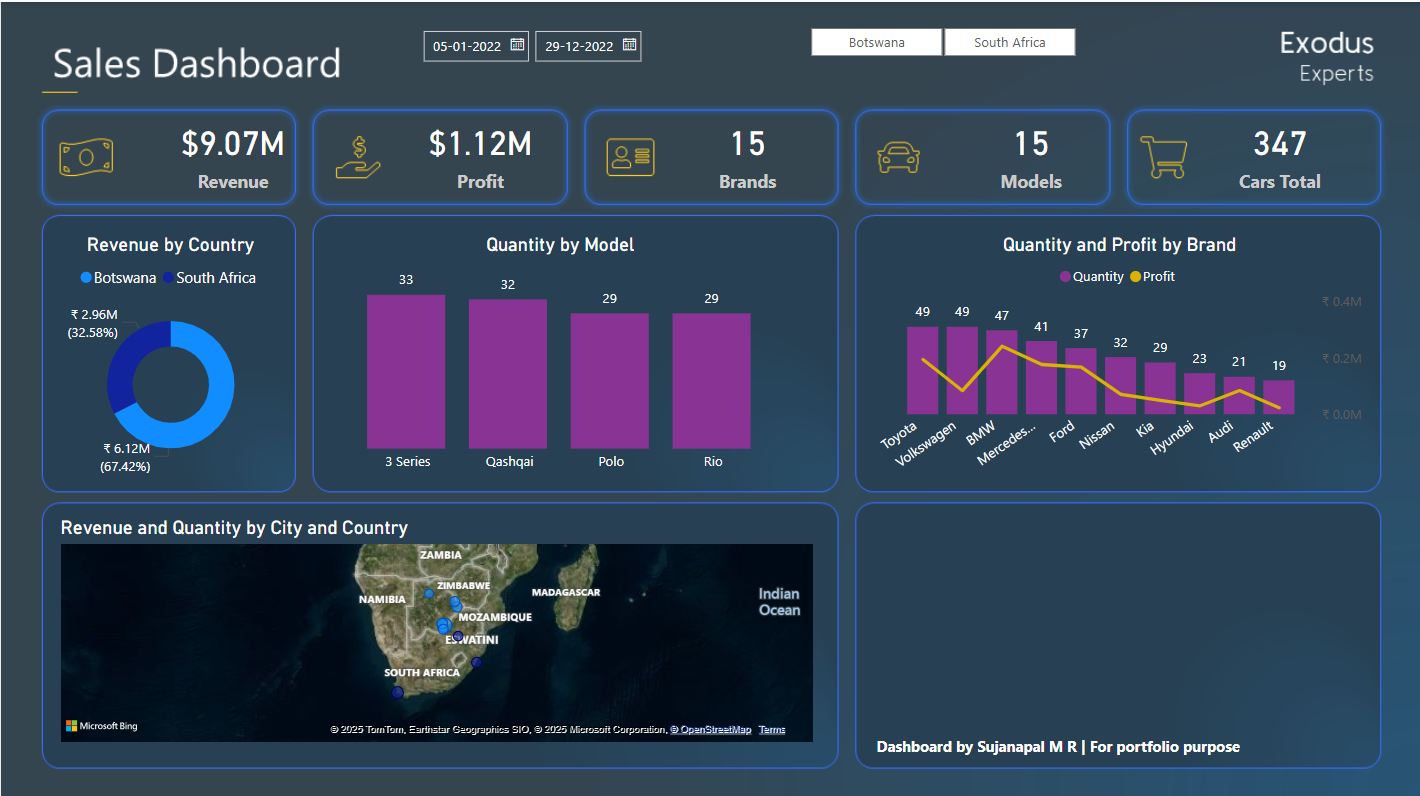 Sales Dashboard
05-01-2022
29-12-2022
Botswana
South Africa
Exodus
Experts
$9.07M
Revenue
$1.12M
Profit
15
Brands
15
Models
347
Cars Total
Revenue by Country
Botswana South Africa
₹ 2.96M
(32.58%)
₹ 6.12M
(67.42%)
Quantity by Model
33
32
29
29
3 Series
Qashqai
Polo
Rio
Quantity and Profit by Brand
Quantity Profit
₹ 0.4M
₹ 0.2M
₹ 0.0M
49
49
47
41
37
32
29
23
21
19
Toyota
Volkswagen
BMW
Mercedes...
Ford
Nissan
Kia
Hyundai
Audi
Renault
Revenue and Quantity by City and Country
ZAMBIA
ZIMBABWE
NAMIBIA
MADAGASCAR
MOZAMBIQUE
ESWATINI
SOUTH AFRICA
Indian
Ocean
Microsoft Bing
© 2025 TomTom, Earthstar Geographics SIO, © 2025 Microsoft Corporation, © OpenStreetMap Terms
Dashboard by Sujanapal M R | For portfolio purpose